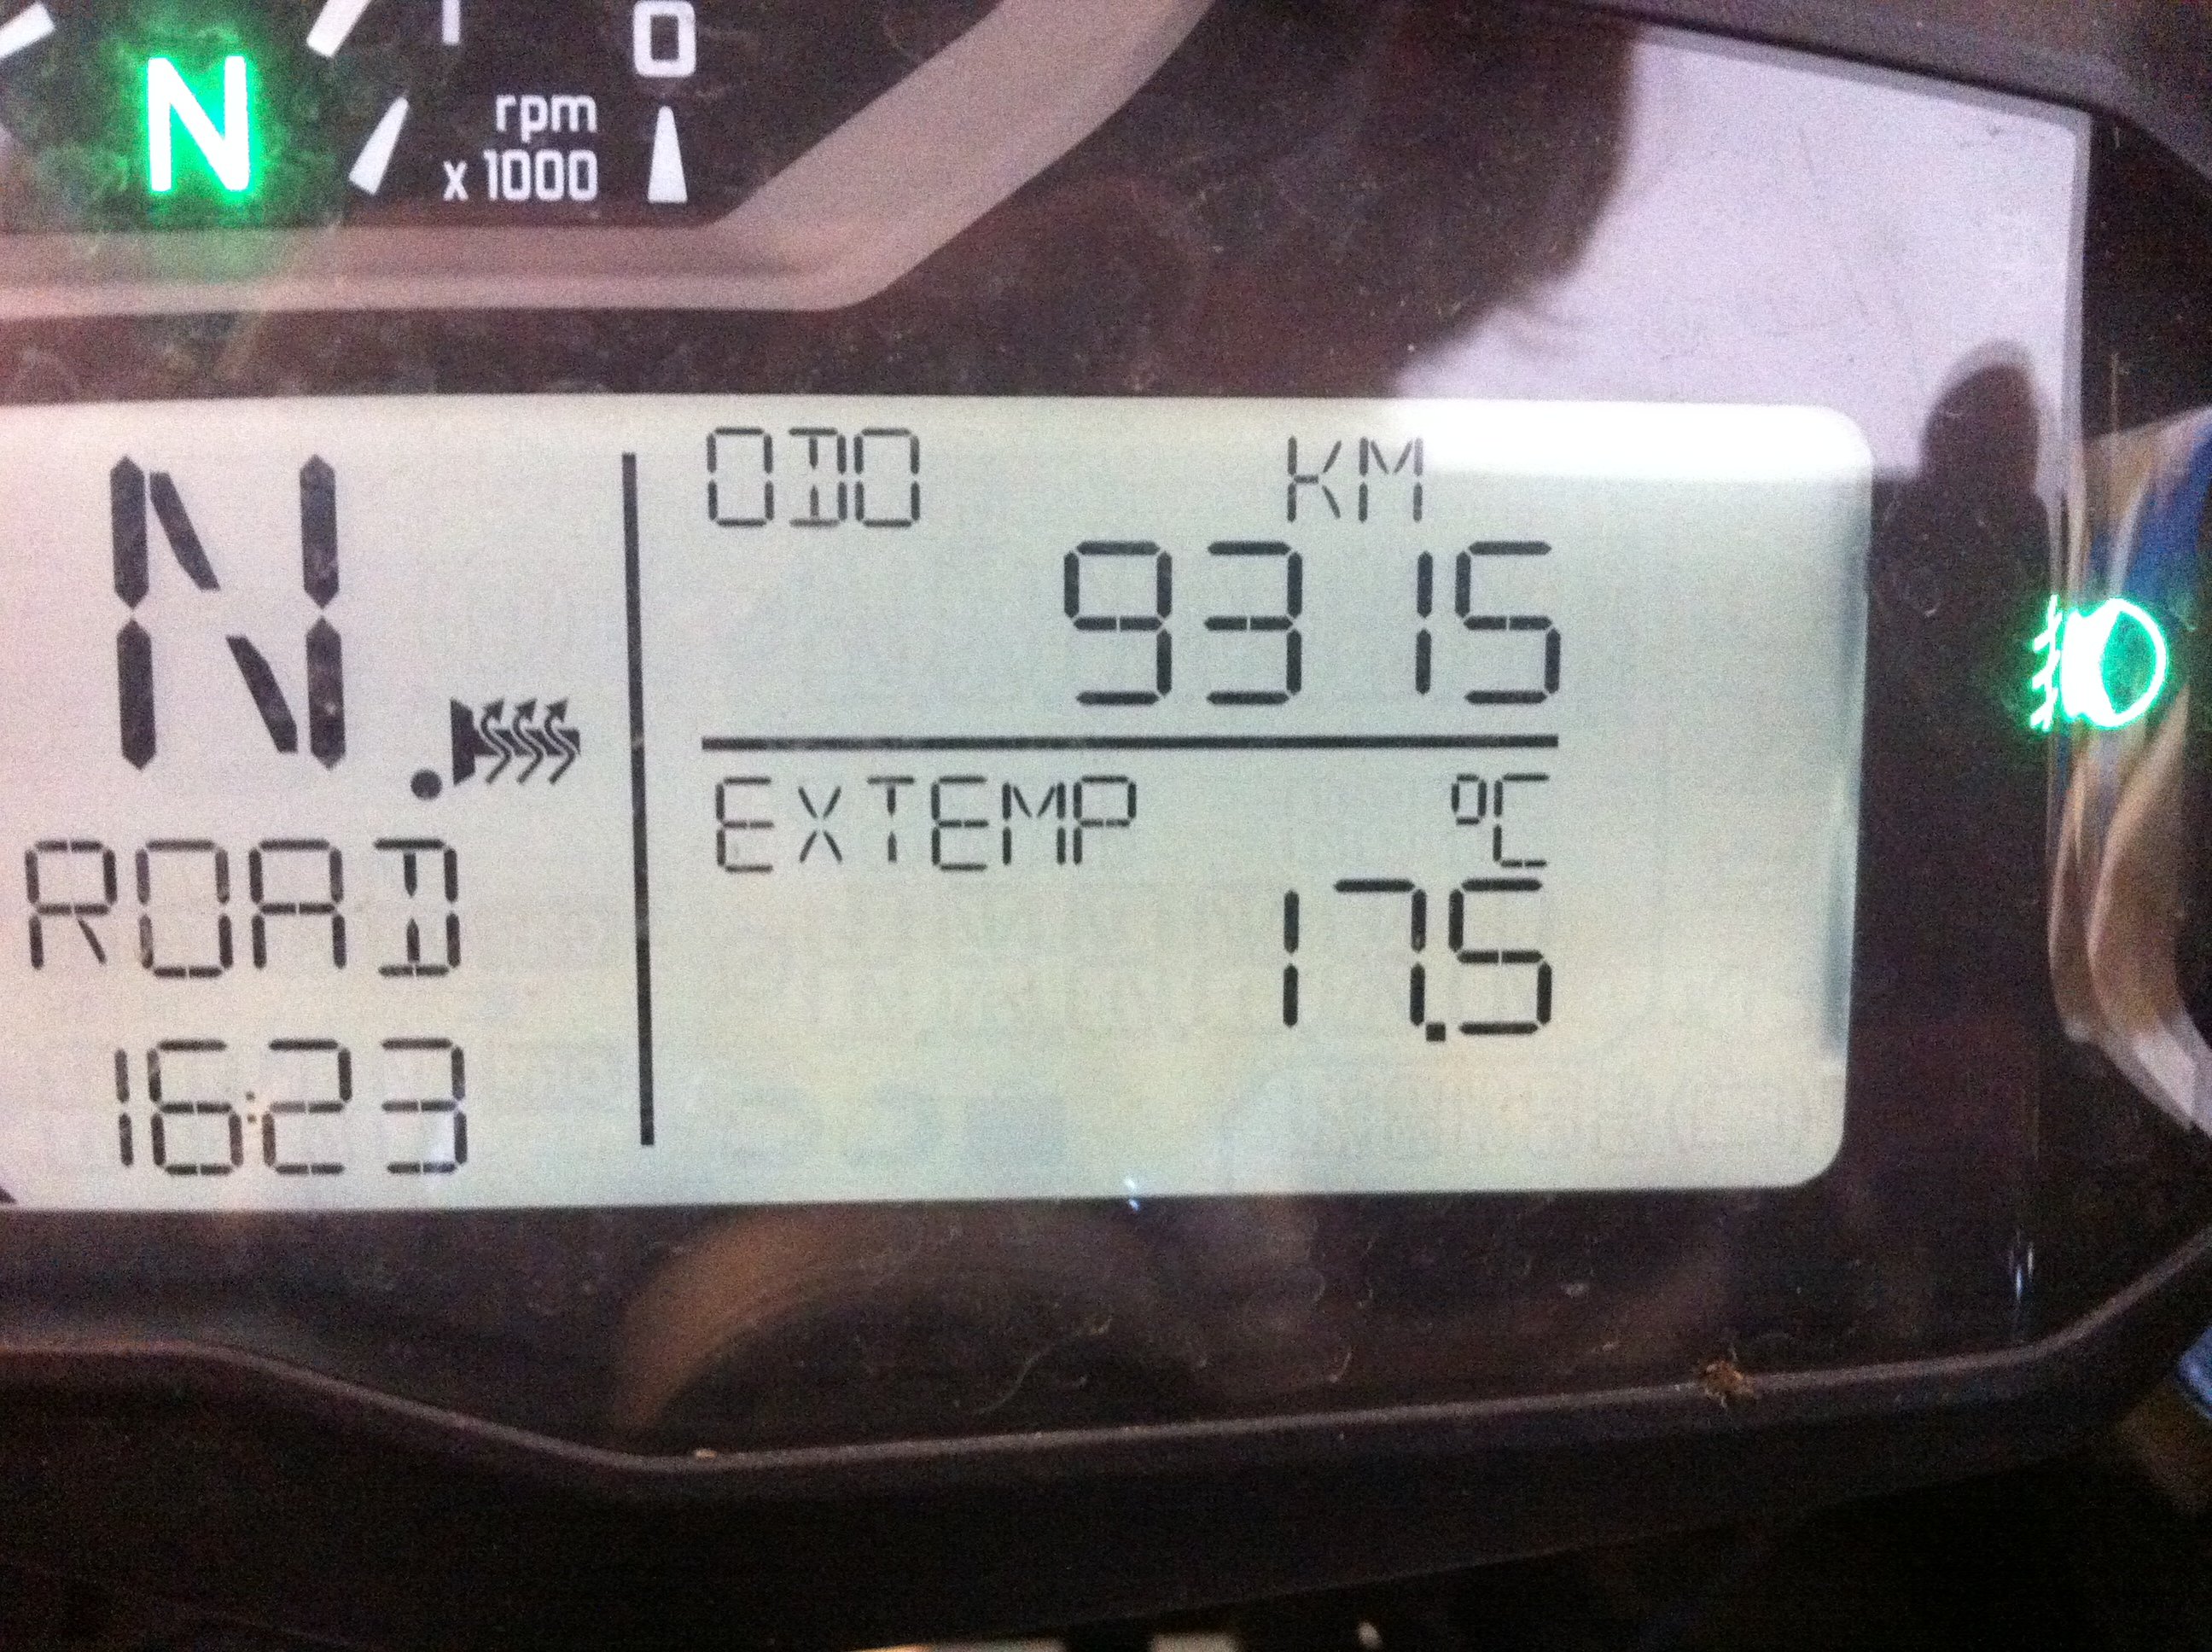 0
N
rpm
x 1000
ODO KM
9315
N
EXTEMP °C
17.5
ROAD
16:23